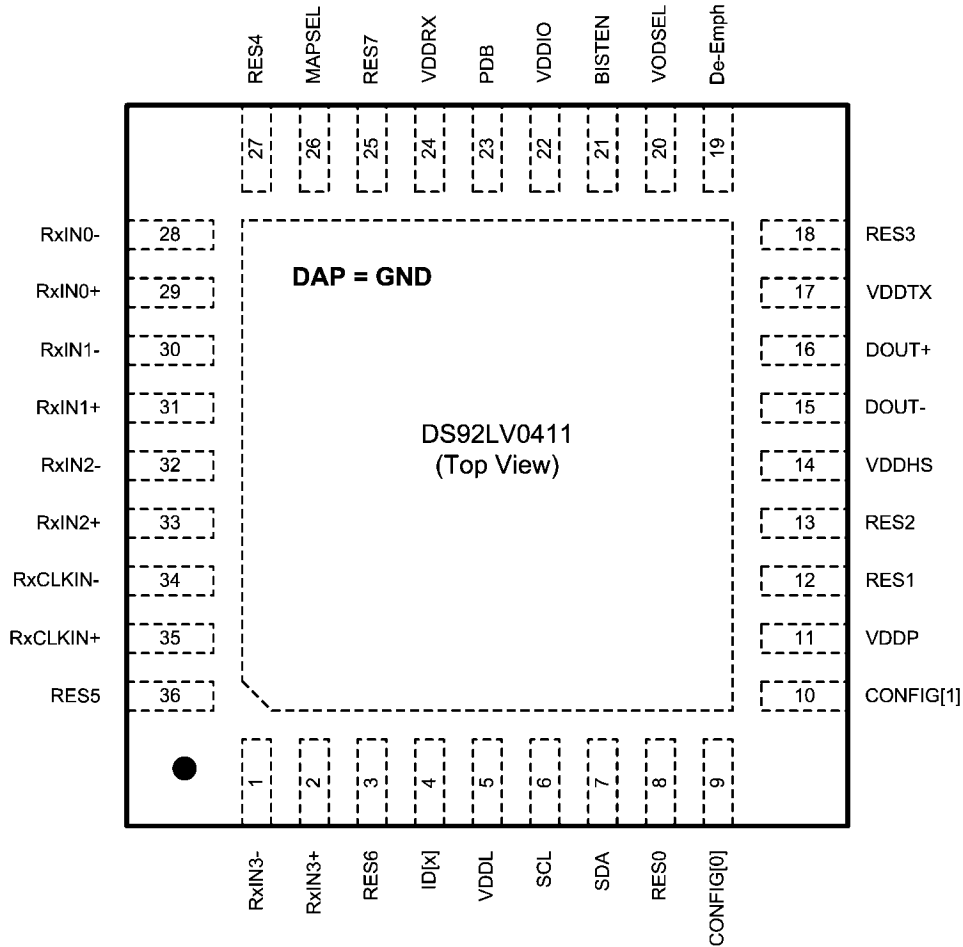 RES4
MAPSEL
RES7
VDDRX
PDB
VDDIO
BISTEN
VODSEL
De-Emph
27
26
25
24
23
22
21
20
19
RxIN0- 28
RxIN0+ 29
RxIN1- 30
RxIN1+ 31
RxIN2- 32
RxIN2+ 33
RxCLKIN- 34
RxCLKIN+ 35
RES5 36
DAP = GND
DS92LV0411
(Top View)
18 RES3
17 VDDTX
16 DOUT+
15 DOUT-
14 VDDHS
13 RES2
12 RES1
11 VDDP
10 CONFIG[1]
1
2
3
4
5
6
7
8
9
RxIN3-
RxIN3+
RES6
ID[x]
VDDL
SCL
SDA
RES0
CONFIG[0]